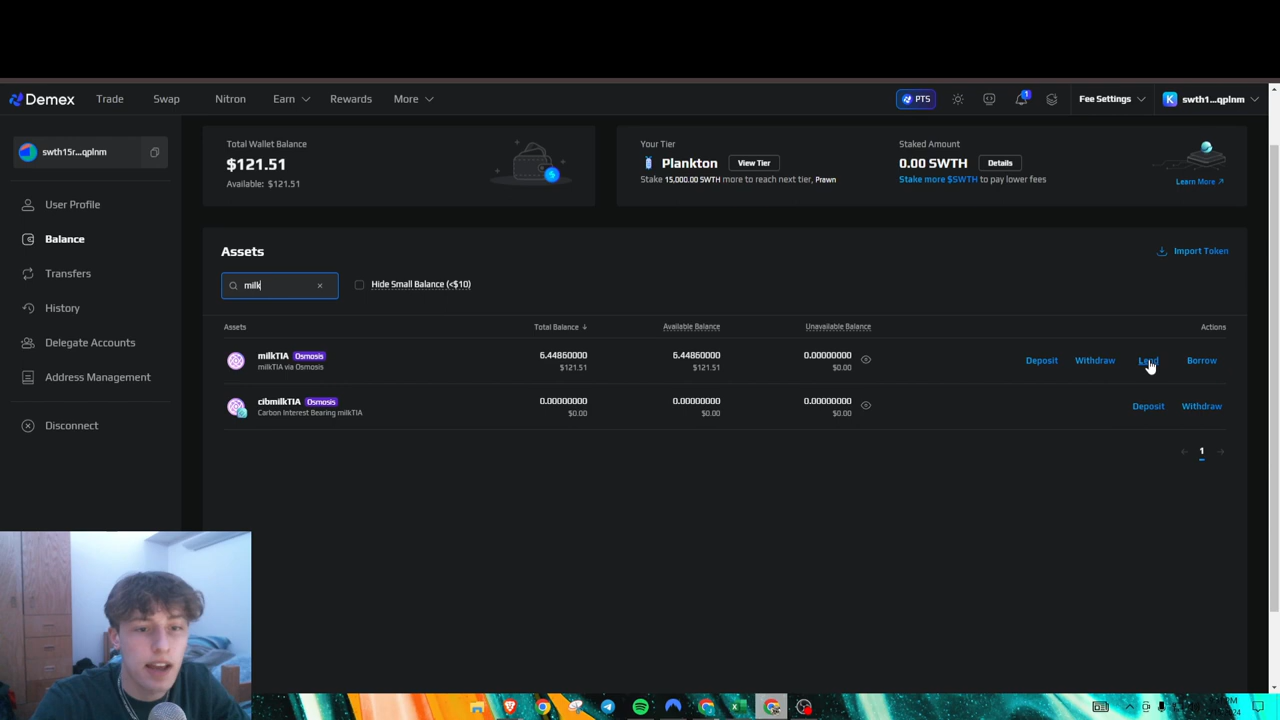 Demex Trade Swap Nitron Earn Rewards More PTS 1 Fee Settings K swth1...qplnm
swth15r...qplnm
User Profile
Balance
Transfers
History
Delegate Accounts
Address Management
Disconnect
Total Wallet Balance
$121.51
Available: $121.51
Your Tier
Plankton View Tier
Stake 15,000.00 SWTH more to reach next tier, Prawn
Staked Amount
0.00 SWTH Details
Stake more $SWTH to pay lower fees
Learn More ↗
Assets
Import Token
milk × Hide Small Balance (<$10)
Assets Total Balance ↓ Available Balance Unavailable Balance Actions
milkTIA Osmosis 6.44860000 6.44860000 0.00000000 Deposit Withdraw Lend Borrow
milkTIA via Osmosis $121.51 $121.51 $0.00
cibmilkTIA Osmosis 0.00000000 0.00000000 0.00000000 Deposit Withdraw
Carbon Interest Bearing milkTIA $0.00 $0.00 $0.00
← 1 →